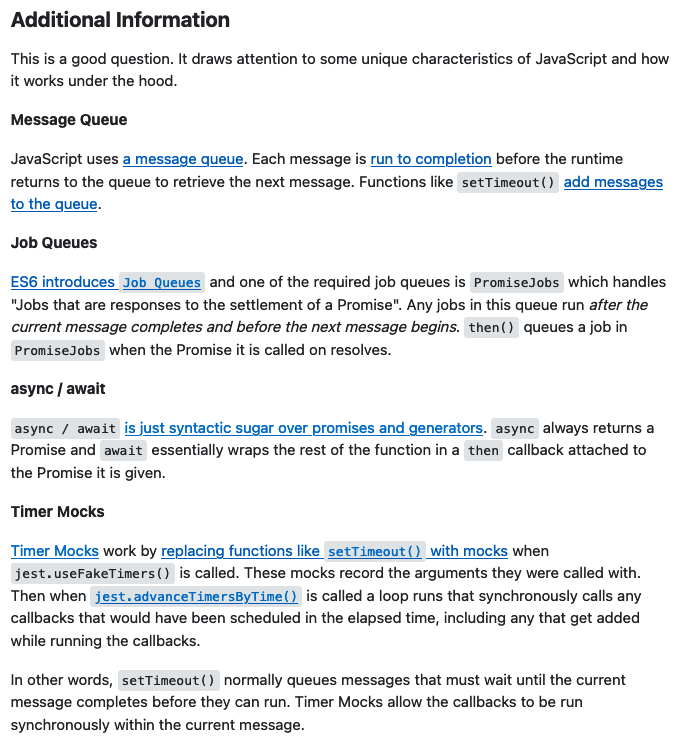 Additional Information
This is a good question. It draws attention to some unique characteristics of JavaScript and how
it works under the hood.
Message Queue
JavaScript uses a message queue. Each message is run to completion before the runtime
returns to the queue to retrieve the next message. Functions like setTimeout() add messages
to the queue.
Job Queues
ES6 introduces Job Queues and one of the required job queues is PromiseJobs which handles
"Jobs that are responses to the settlement of a Promise". Any jobs in this queue run after the
current message completes and before the next message begins. then() queues a job in
PromiseJobs when the Promise it is called on resolves.
async / await
async / await is just syntactic sugar over promises and generators. async always returns a
Promise and await essentially wraps the rest of the function in a then callback attached to
the Promise it is given.
Timer Mocks
Timer Mocks work by replacing functions like setTimeout() with mocks when
jest.useFakeTimers() is called. These mocks record the arguments they were called with.
Then when jest.advanceTimersByTime() is called a loop runs that synchronously calls any
callbacks that would have been scheduled in the elapsed time, including any that get added
while running the callbacks.
In other words, setTimeout() normally queues messages that must wait until the current
message completes before they can run. Timer Mocks allow the callbacks to be run
synchronously within the current message.